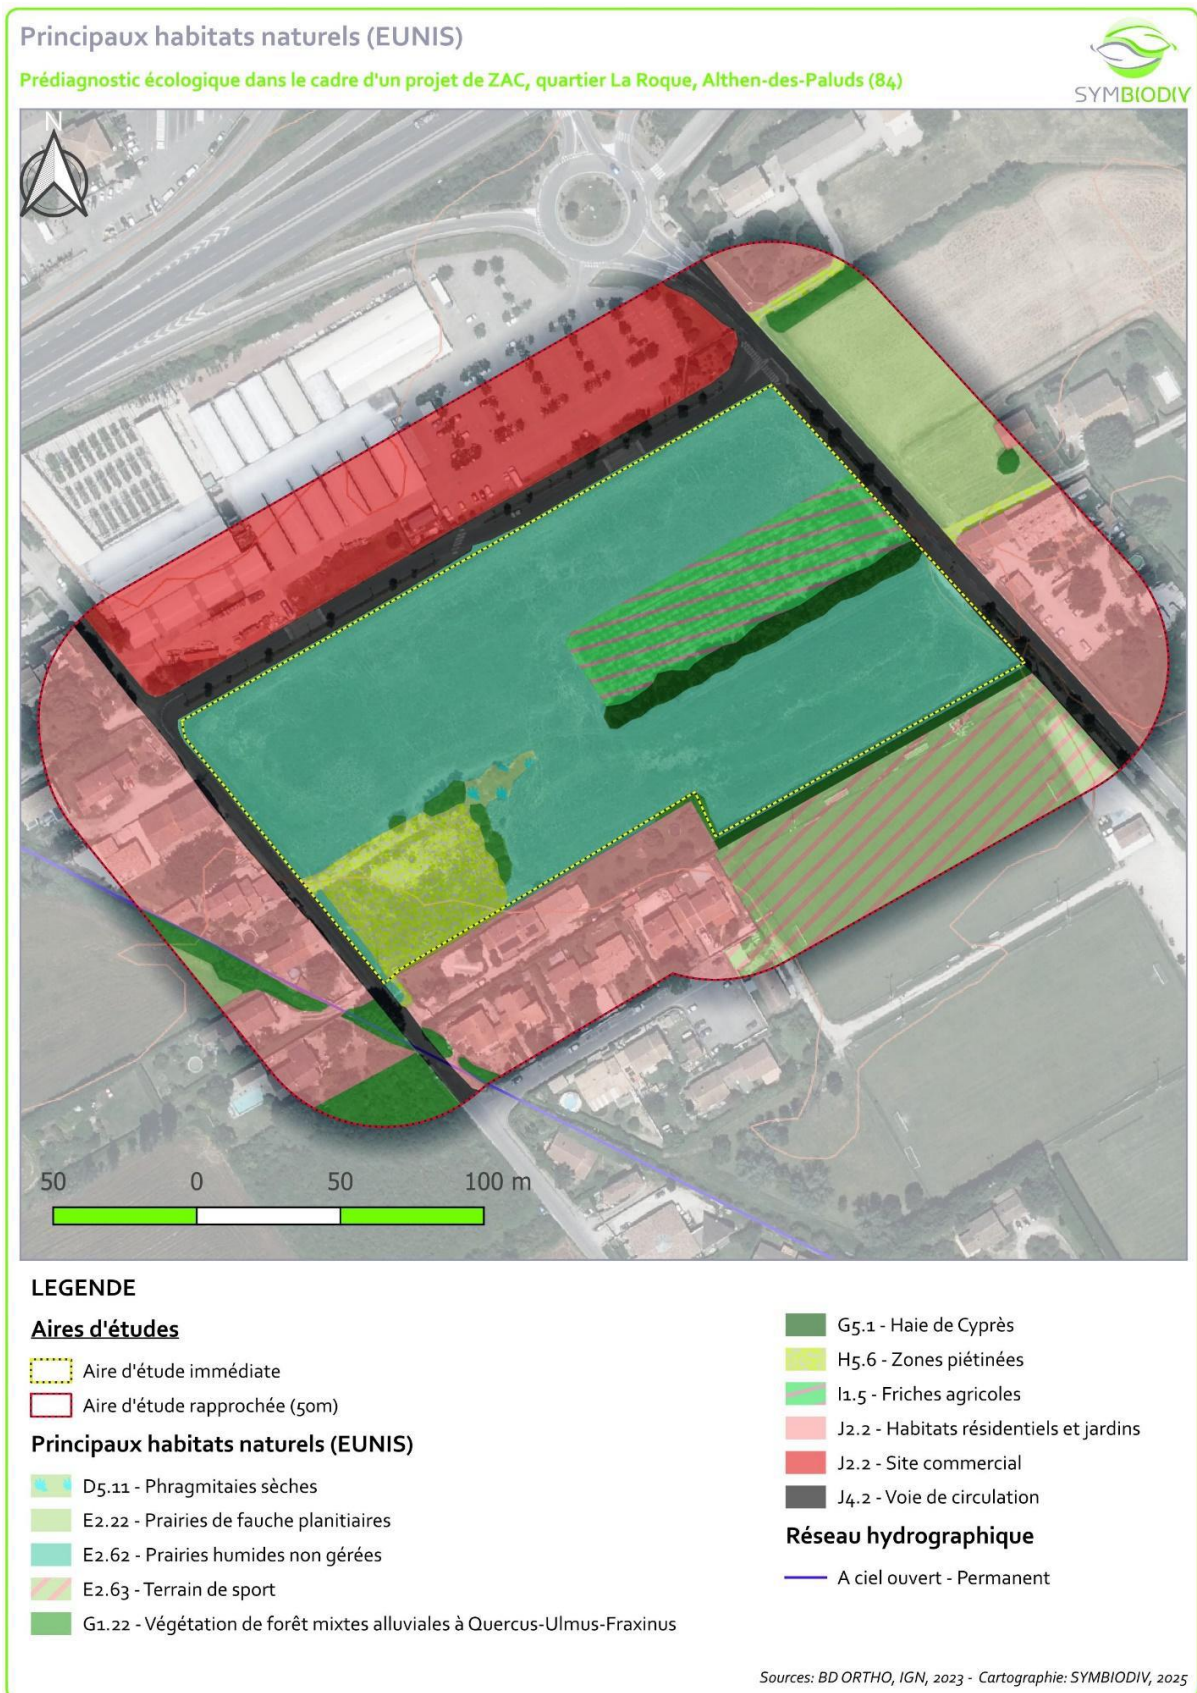 Principaux habitats naturels (EUNIS)
Prédiagnostic écologique dans le cadre d'un projet de ZAC, quartier La Roque, Althen-des-Paluds (84)
SYMBIODIV
N
50 0 50 100 m
LEGENDE
Aires d'études
Aire d'étude immédiate
Aire d'étude rapprochée (50m)
Principaux habitats naturels (EUNIS)
D5.11 - Phragmitaies sèches
E2.22 - Prairies de fauche planitiaires
E2.62 - Prairies humides non gérées
E2.63 - Terrain de sport
G1.22 - Végétation de forêt mixtes alluviales à Quercus-Ulmus-Fraxinus
G5.1 - Haie de Cyprès
H5.6 - Zones piétinées
I1.5 - Friches agricoles
J2.2 - Habitats résidentiels et jardins
J2.2 - Site commercial
J4.2 - Voie de circulation
Réseau hydrographique
A ciel ouvert - Permanent
Sources: BD ORTHO, IGN, 2023 - Cartographie: SYMBIODIV, 2025